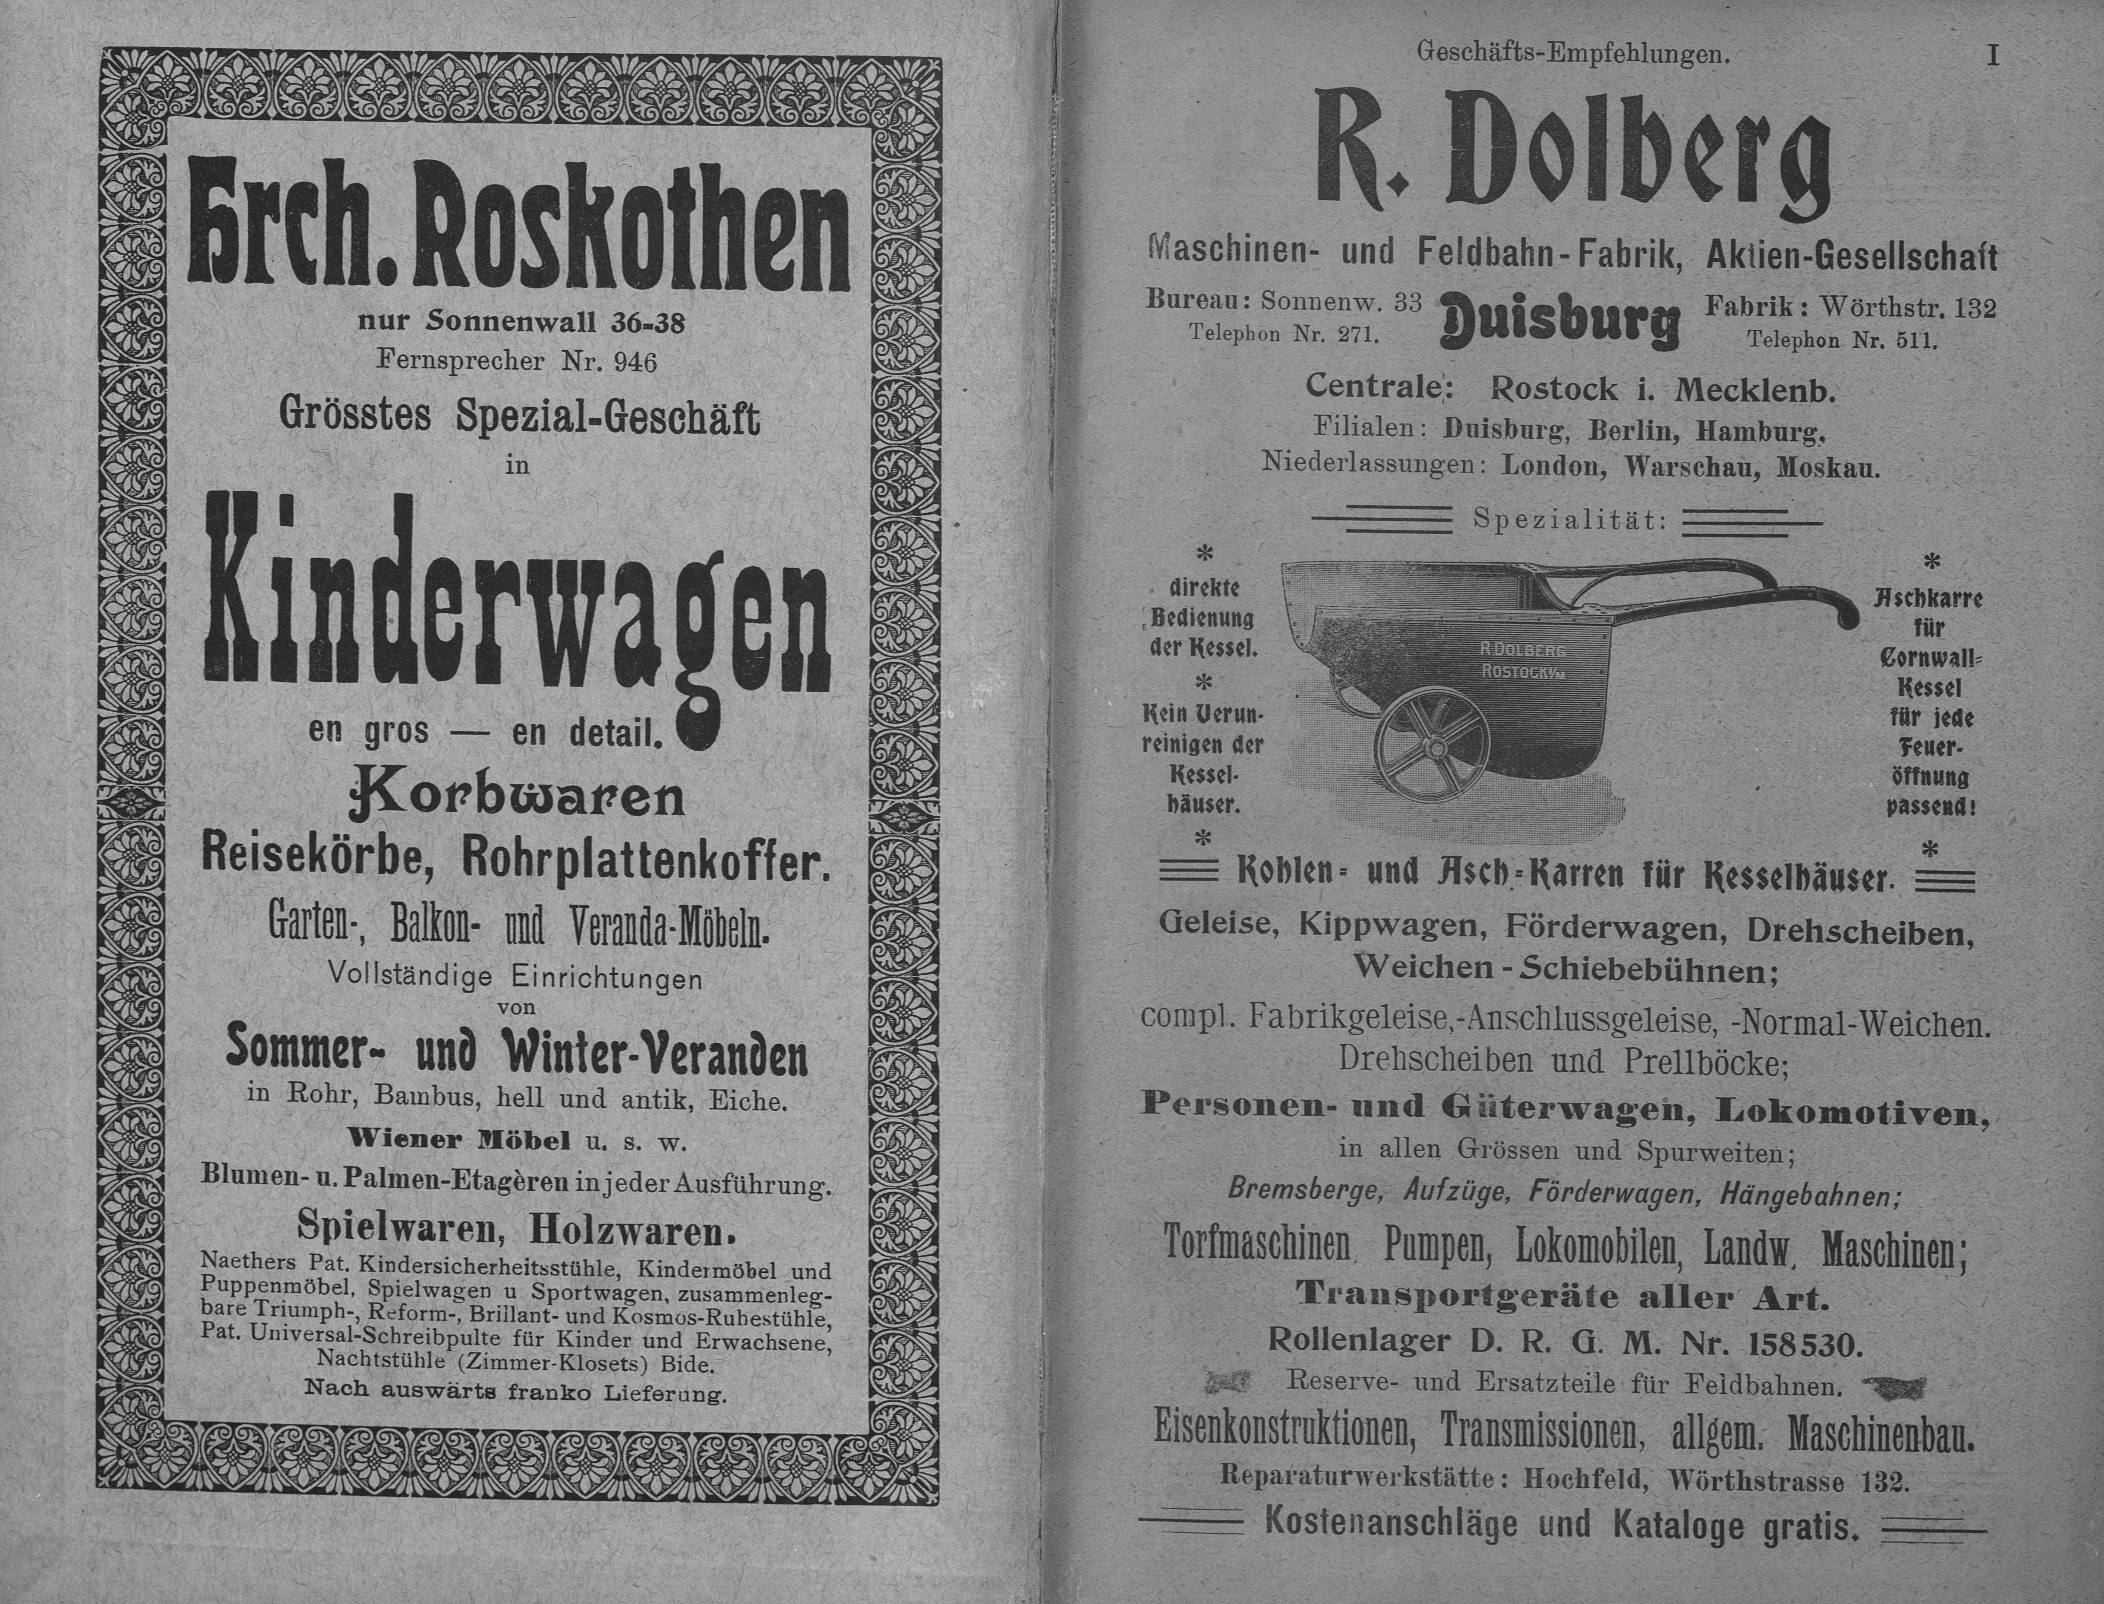 Hrch. Roskothen
nur Sonnenwall 36-38
Fernsprecher Nr. 946
Grösstes Spezial-Geschäft
in
Kinderwagen
en gros — en detail.
Korbwaren
Reisekörbe, Rohrplattenkoffer.
Garten-, Balkon- und Veranda-Möbeln.
Vollständige Einrichtungen
von
Sommer- und Winter-Veranden
in Rohr, Bambus, hell und antik, Eiche.
Wiener Möbel u. s. w.
Blumen- u. Palmen-Etagèren in jeder Ausführung.
Spielwaren, Holzwaren.
Naethers Pat. Kindersicherheitsstühle, Kindermöbel und
Puppenmöbel, Spielwagen u Sportwagen, zusammenleg-
bare Triumph-, Reform-, Brillant- und Kosmos-Ruhestühle,
Pat. Universal-Schreibpulte für Kinder und Erwachsene,
Nachtstühle (Zimmer-Klosets) Bide.
Nach auswärts franko Lieferung.
Geschäfts-Empfehlungen. I
R. Dolberg
Maschinen- und Feldbahn-Fabrik, Aktien-Gesellschaft
Bureau: Sonnenw. 33 Duisburg Fabrik: Wörthstr. 132
Telephon Nr. 271. Telephon Nr. 511.
Centrale: Rostock i. Mecklenb.
Filialen: Duisburg, Berlin, Hamburg.
Niederlassungen: London, Warschau, Moskau.
Spezialität:
*
direkte
Bedienung
der Kessel.
*
Kein Verun-
reinigen der
Kessel-
häuser.
*
R. DOLBERG
ROSTOCK i/M
*
Aschkarre
für
Cornwall-
Kessel
für jede
Feuer-
öffnung
passend!
*
Kohlen- und Asch-Karren für Kesselhäuser.
Geleise, Kippwagen, Förderwagen, Drehscheiben,
Weichen-Schiebebühnen;
compl. Fabrikgeleise,-Anschlussgeleise, -Normal-Weichen.
Drehscheiben und Prellböcke;
Personen- und Güterwagen, Lokomotiven,
in allen Grössen und Spurweiten;
Bremsberge, Aufzüge, Förderwagen, Hängebahnen;
Torfmaschinen, Pumpen, Lokomobilen, Landw. Maschinen;
Transportgeräte aller Art.
Rollenlager D. R. G. M. Nr. 158530.
Reserve- und Ersatzteile für Feldbahnen.
Eisenkonstruktionen, Transmissionen, allgem. Maschinenbau.
Reparaturwerkstätte: Hochfeld, Wörthstrasse 132.
Kostenanschläge und Kataloge gratis.